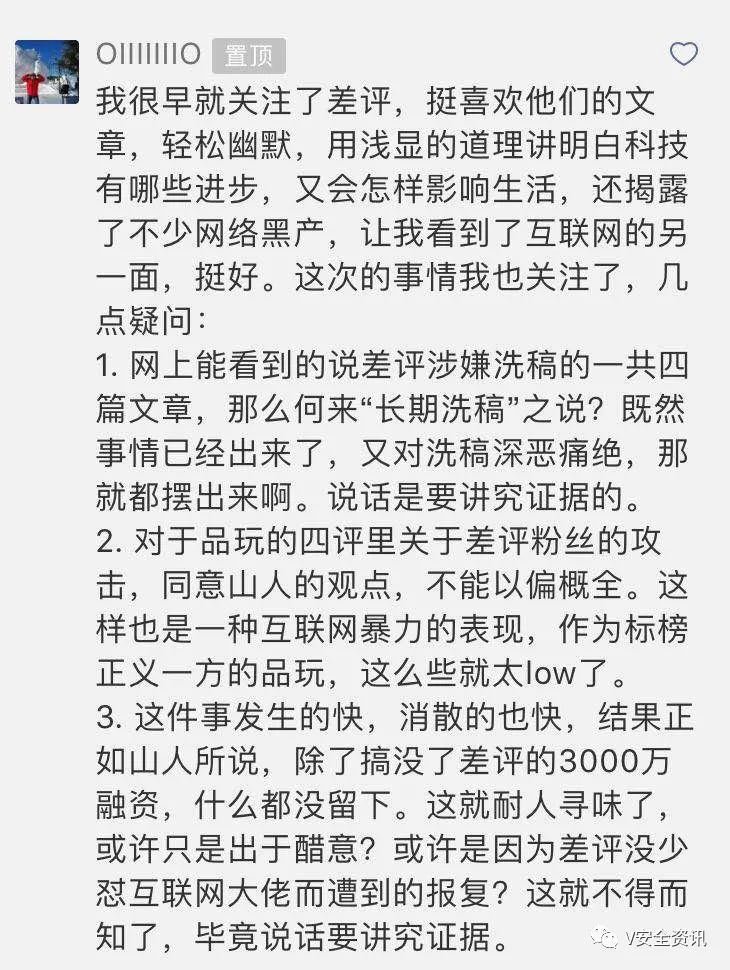 OIIIIIIIO 置顶
我很早就关注了差评，挺喜欢他们的文
章，轻松幽默，用浅显的道理讲明白科技
有哪些进步，又会怎样影响生活，还揭露
了不少网络黑产，让我看到了互联网的另
一面，挺好。这次的事情我也关注了，几
点疑问：
1. 网上能看到的说差评涉嫌洗稿的一共四
篇文章，那么何来“长期洗稿”之说？既然
事情已经出来了，又对洗稿深恶痛绝，那
就都摆出来啊。说话是要讲究证据的。
2. 对于品玩的四评里关于差评粉丝的攻
击，同意山人的观点，不能以偏概全。这
样也是一种互联网暴力的表现，作为标榜
正义一方的品玩，这么些就太low了。
3. 这件事发生的快，消散的也快，结果正
如山人所说，除了搞没了差评的3000万
融资，什么都没留下。这就耐人寻味了，
或许只是出于醋意？或许是因为差评没少
怼互联网大佬而遭到的报复？这就不得而
知了，毕竟说话要讲究证据。
V安全资讯